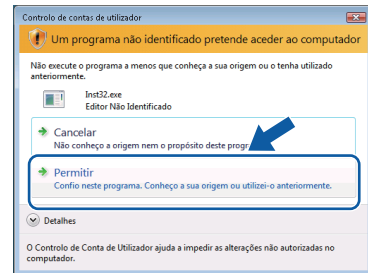 Controlo de contas de utilizador
Um programa não identificado pretende aceder ao computador
Não execute o programa a menos que conheça a sua origem ou o tenha utilizado
anteriormente.
Inst32.exe
Editor Não Identificado
Cancelar
Não conheço a origem nem o propósito deste
Permitir
Confio neste programa. Conheço a sua origem ou utilizei-o anteriormente.
Detalhes
O Controlo de Conta de Utilizador ajuda a impedir as alterações não autorizadas no
computador.